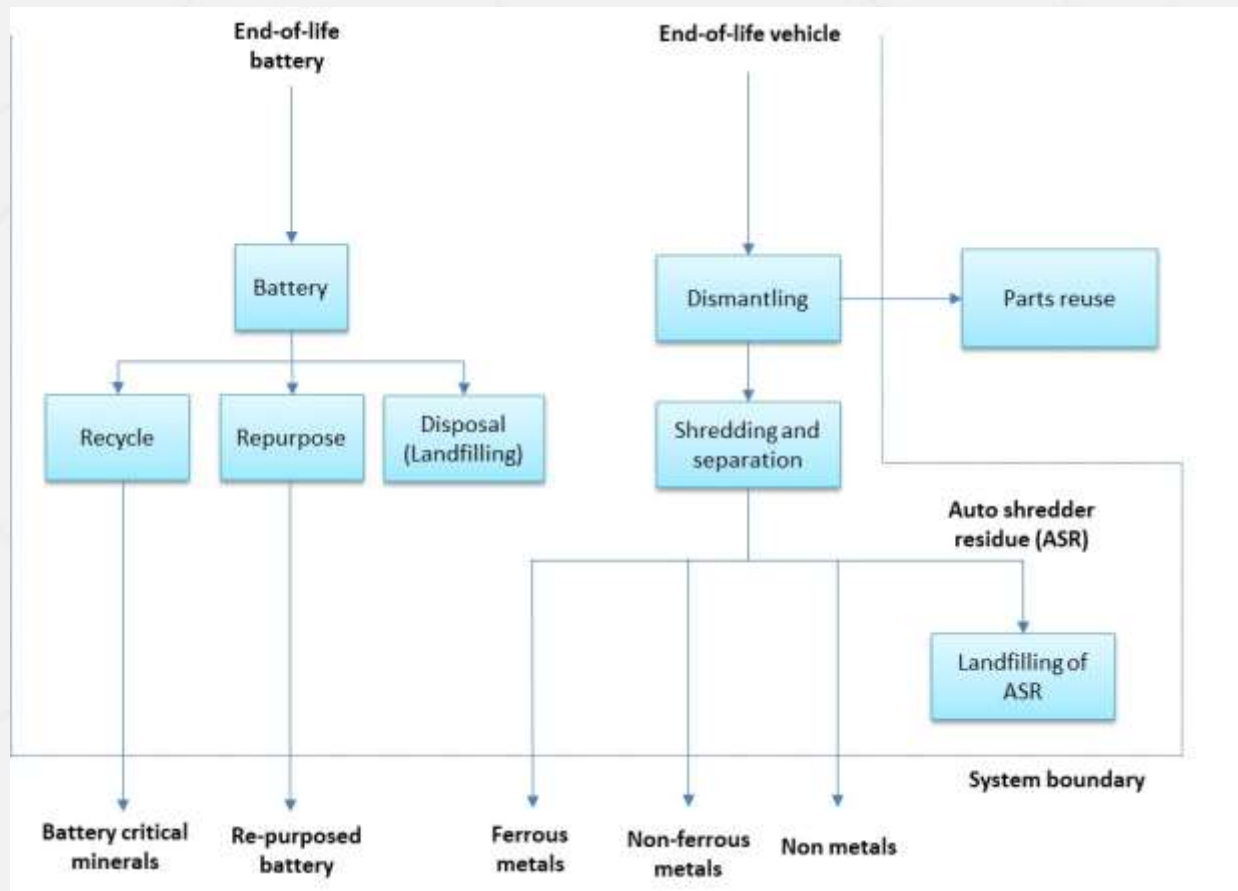 End-of-life
battery
End-of-life vehicle
Battery
Dismantling
Parts reuse
Recycle
Repurpose
Disposal
(Landfilling)
Shredding and
separation
Auto shredder
residue (ASR)
Landfilling of
ASR
System boundary
Battery critical
minerals
Re-purposed
battery
Ferrous
metals
Non-ferrous
metals
Non metals